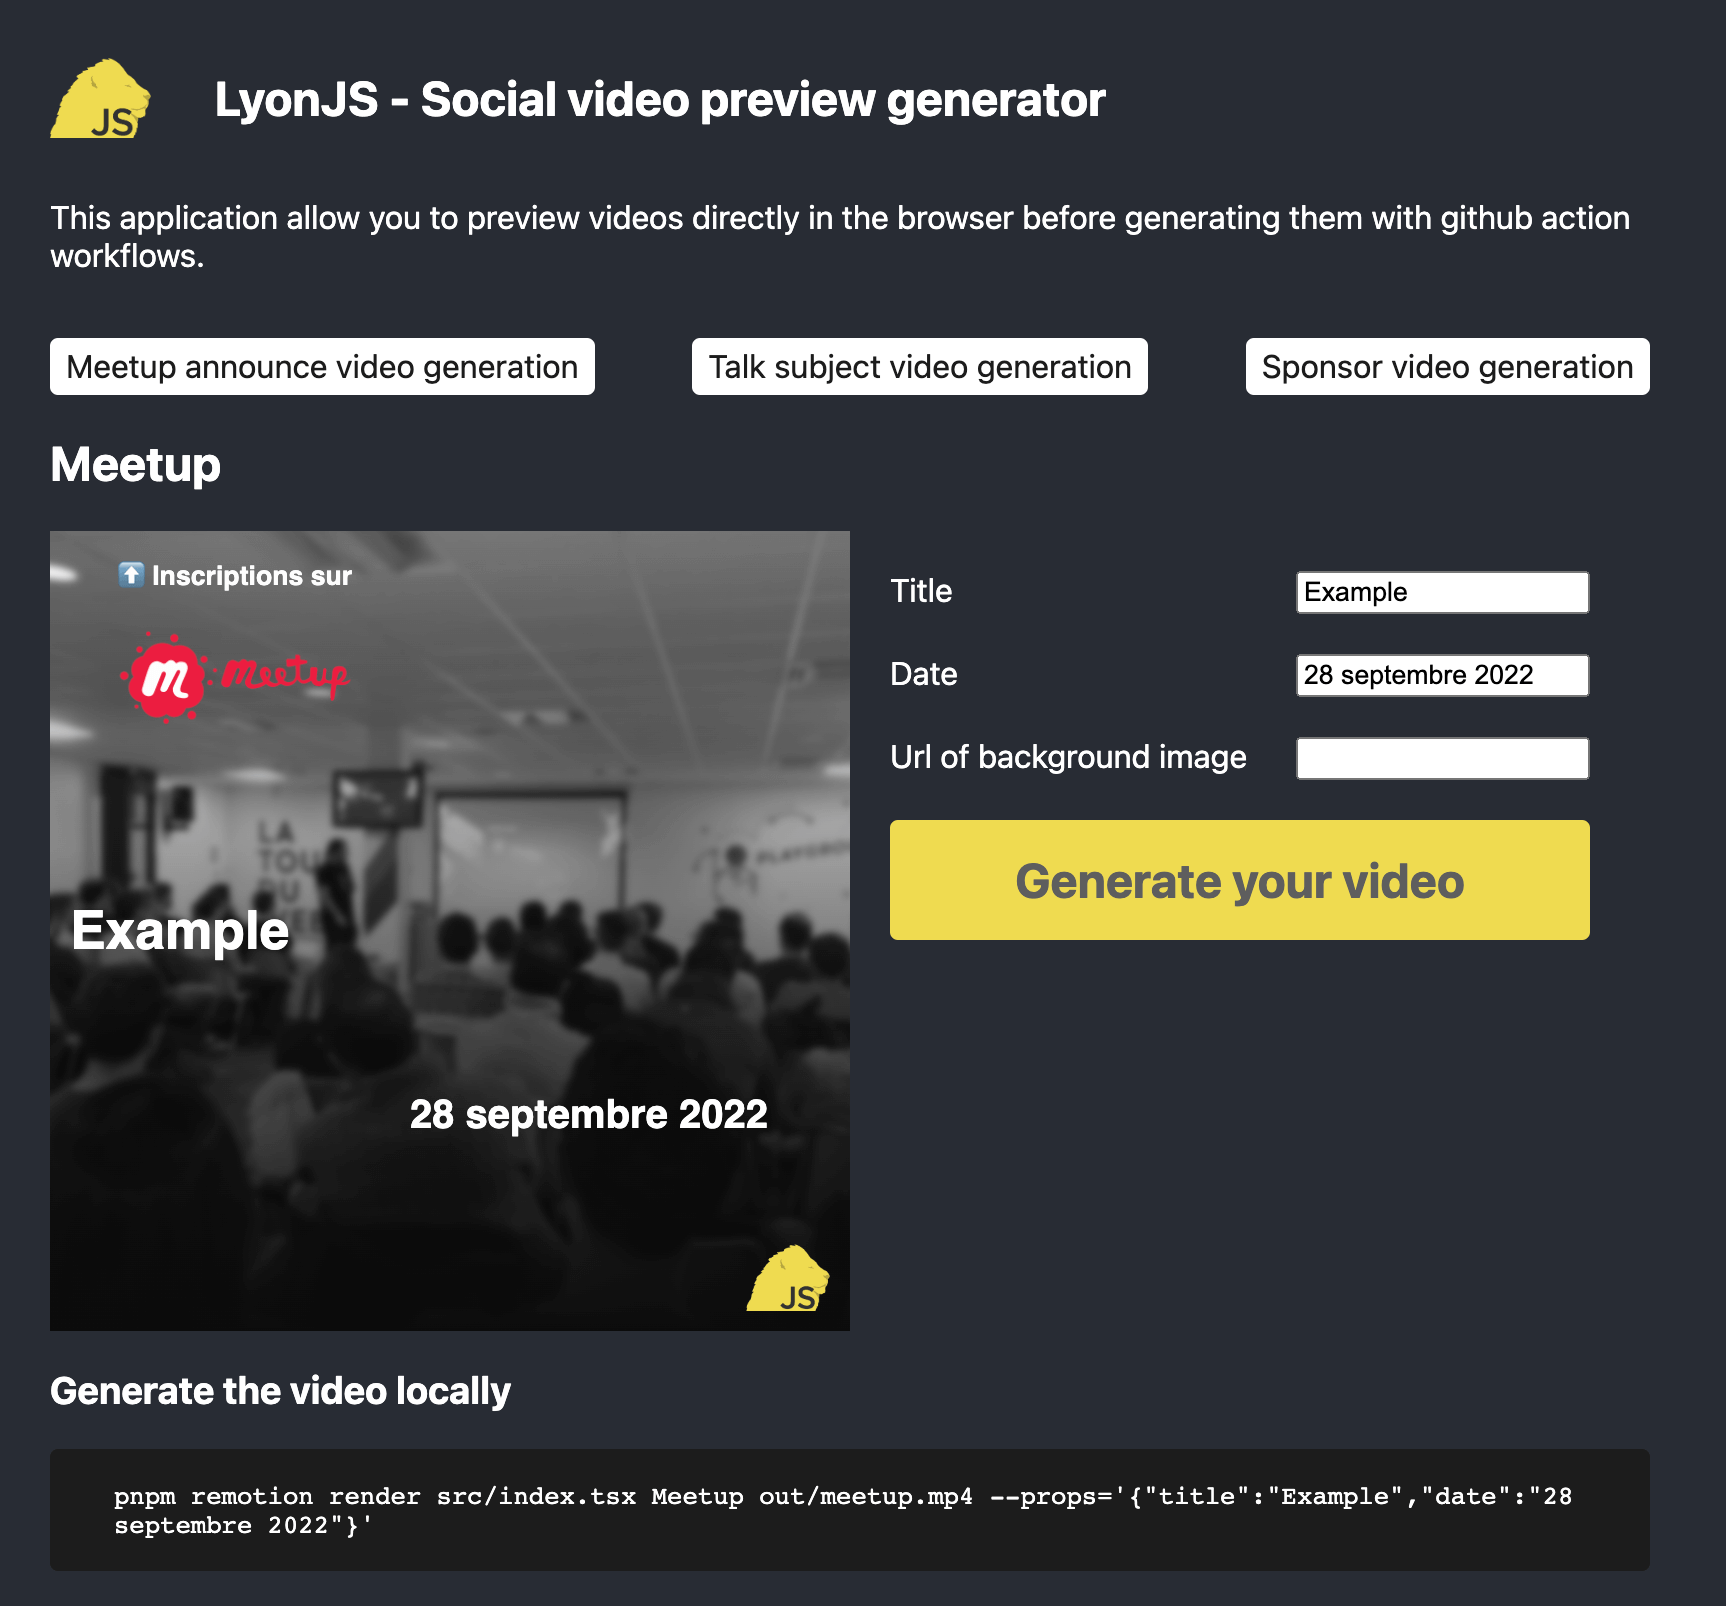 JS
LyonJS - Social video preview generator
This application allow you to preview videos directly in the browser before generating them with github action
workflows.
Meetup announce video generation
Talk subject video generation
Sponsor video generation
Meetup
Inscriptions sur
m meetup
LA
TOU
DU
Example
28 septembre 2022
JS
Title
Example
Date
28 septembre 2022
Url of background image
Generate your video
Generate the video locally
pnpm remotion render src/index.tsx Meetup out/meetup.mp4 --props='{"title":"Example","date":"28
septembre 2022"}'